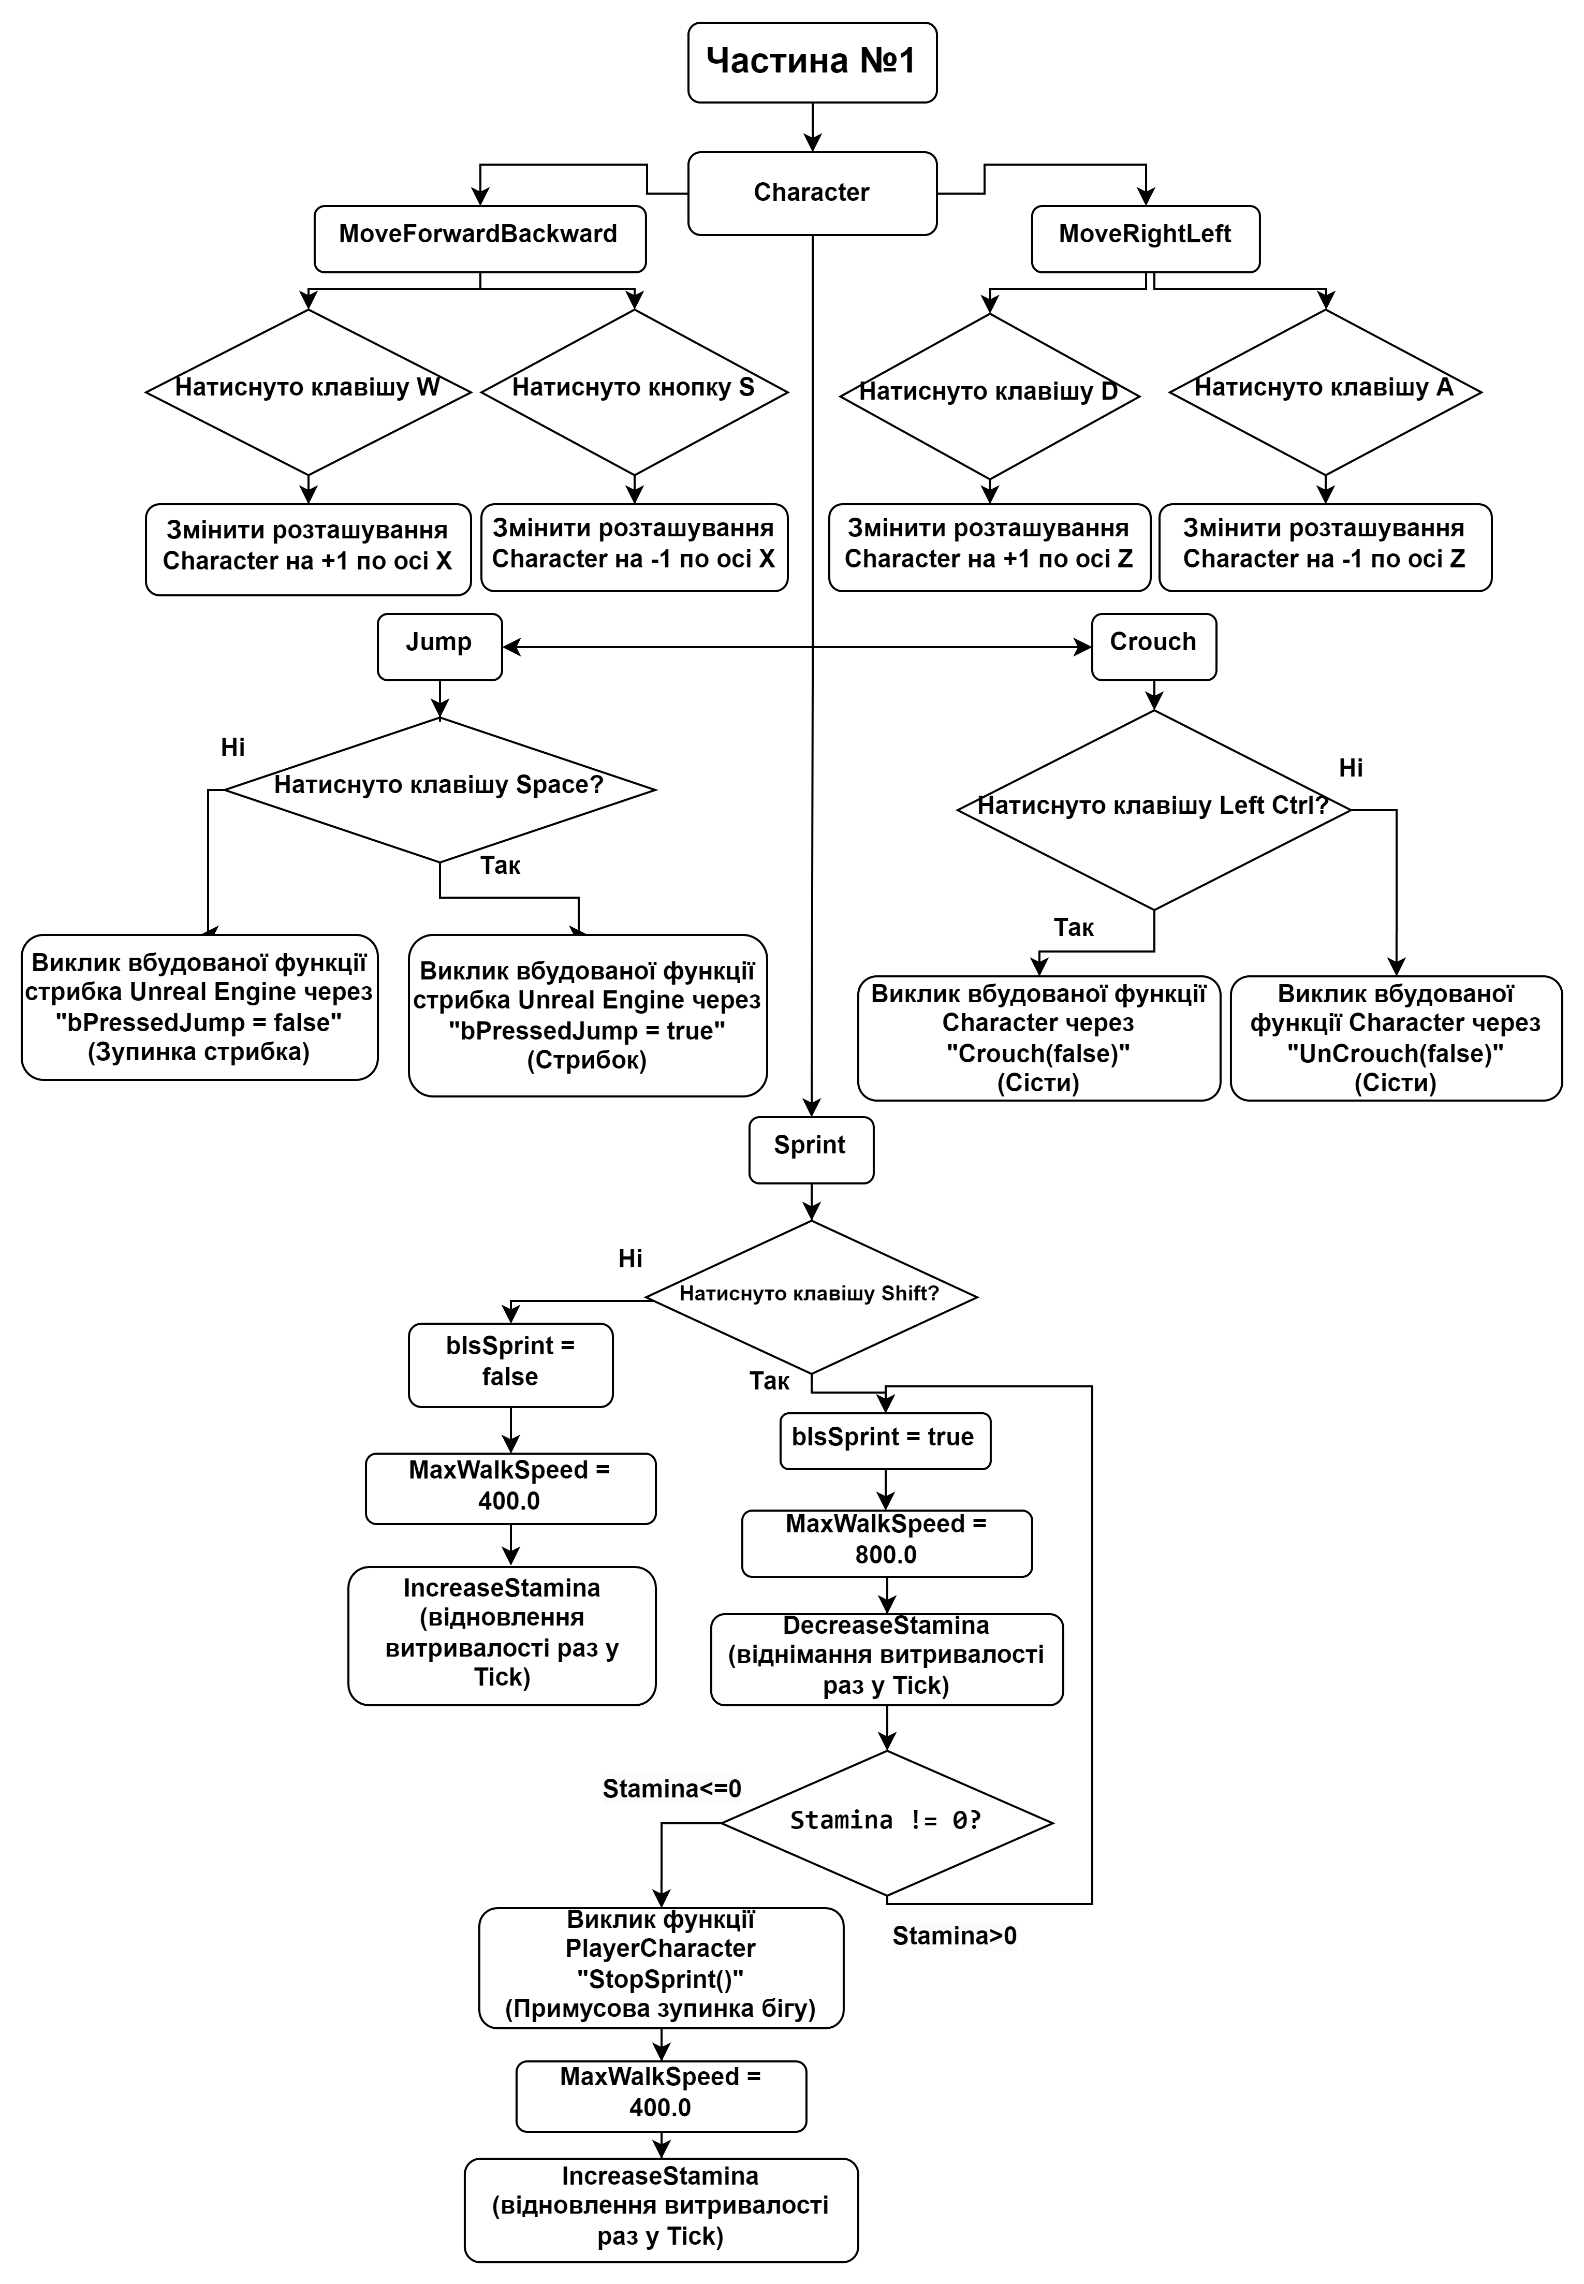 Частина №1
Character
MoveForwardBackward
MoveRightLeft
Натиснуто клавішу W
Натиснуто кнопку S
Натиснуто клавішу D
Натиснуто клавішу A
Змінити розташування
Character на +1 по осі X
Змінити розташування
Character на -1 по осі X
Змінити розташування
Character на +1 по осі Z
Змінити розташування
Character на -1 по осі Z
Jump
Crouch
Ні
Натиснуто клавішу Space?
Так
Ні
Натиснуто клавішу Left Ctrl?
Так
Виклик вбудованої функції
стрибка Unreal Engine через
"bPressedJump = false"
(Зупинка стрибка)
Виклик вбудованої функції
стрибка Unreal Engine через
"bPressedJump = true"
(Стрибок)
Виклик вбудованої функції
Character через
"Crouch(false)"
(Сісти)
Виклик вбудованої
функції Character через
"UnCrouch(false)"
(Сісти)
Sprint
Ні
Натиснуто клавішу Shift?
Так
bIsSprint =
false
MaxWalkSpeed =
400.0
IncreaseStamina
(відновлення
витривалості раз у
Tick)
bIsSprint = true
MaxWalkSpeed =
800.0
DecreaseStamina
(віднімання витривалості
раз у Tick)
Stamina<=0
Stamina != 0?
Stamina>0
Виклик функції
PlayerCharacter
"StopSprint()"
(Примусова зупинка бігу)
MaxWalkSpeed =
400.0
IncreaseStamina
(відновлення витривалості
раз у Tick)